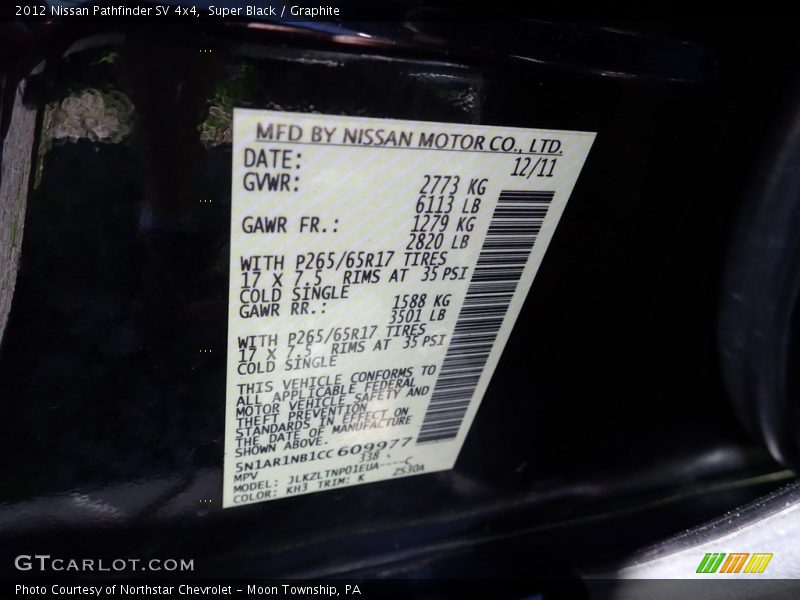 2012 Nissan Pathfinder SV 4x4, Super Black / Graphite
MFD BY NISSAN MOTOR CO., LTD.
DATE: 12/11
GVWR: 2773 KG
6113 LB
GAWR FR.: 1279 KG
2820 LB
WITH P265/65R17 TIRES
17 X 7.5 RIMS AT 35 PSI
COLD SINGLE
GAWR RR.: 1588 KG
3501 LB
WITH P265/65R17 TIRES
17 X 7.5 RIMS AT 35 PSI
COLD SINGLE
THIS VEHICLE CONFORMS TO
ALL APPLICABLE FEDERAL
MOTOR VEHICLE SAFETY AND
THEFT PREVENTION
STANDARDS IN EFFECT ON
THE DATE OF MANUFACTURE
SHOWN ABOVE.
5N1AR1NB1CC609977
MPV 338
MODEL: JLKZLTNP01EUA----C
COLOR: KH3 TRIM: K ZS30A
GTCARLOT.COM
Photo Courtesy of Northstar Chevrolet - Moon Township, PA